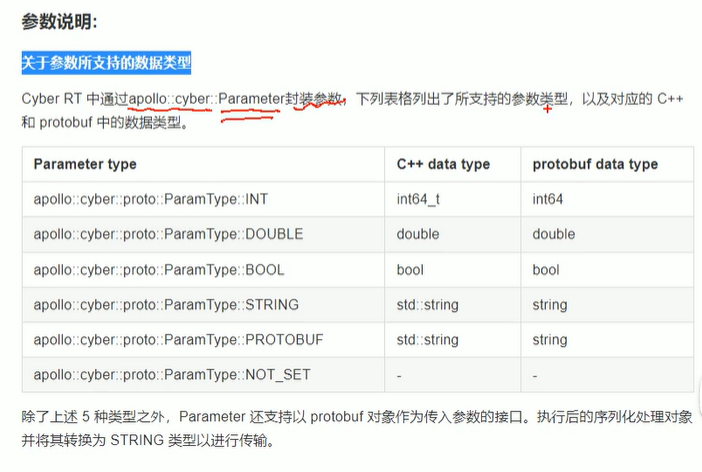 参数说明:
关于参数所支持的数据类型
Cyber RT 中通过apollo::cyber::Parameter封装参数，下列表格列出了所支持的参数类型，以及对应的 C++
和 protobuf 中的数据类型。
Parameter type C++ data type protobuf data type
apollo::cyber::proto::ParamType::INT int64_t int64
apollo::cyber::proto::ParamType::DOUBLE double double
apollo::cyber::proto::ParamType::BOOL bool bool
apollo::cyber::proto::ParamType::STRING std::string string
apollo::cyber::proto::ParamType::PROTOBUF std::string string
apollo::cyber::proto::ParamType::NOT_SET - -
除了上述 5 种类型之外，Parameter 还支持以 protobuf 对象作为传入参数的接口。执行后的序列化处理对象
并将其转换为 STRING 类型以进行传输。